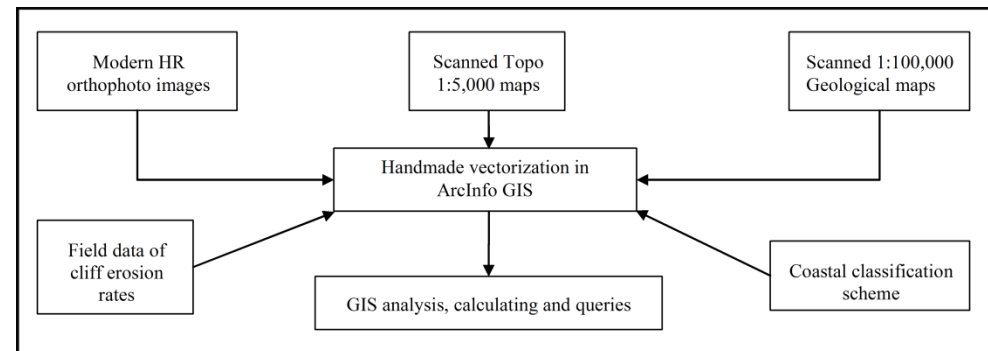 Modern HR
orthophoto images
Scanned Topo
1:5,000 maps
Scanned 1:100,000
Geological maps
Handmade vectorization in
ArcInfo GIS
Field data of
cliff erosion
rates
Coastal classification
scheme
GIS analysis, calculating and queries